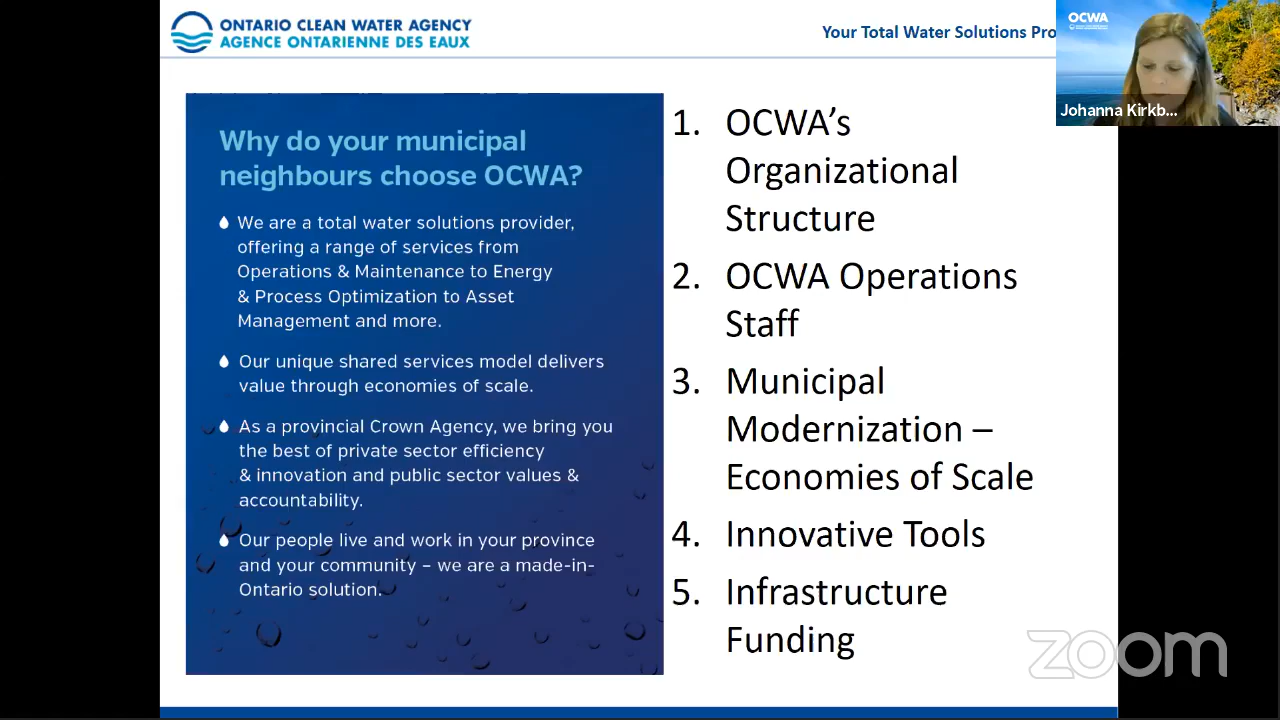 ONTARIO CLEAN WATER AGENCY
AGENCE ONTARIENNE DES EAUX
Your Total Water Solutions Pro
OCWA
Johanna Kirkb...
Why do your municipal
neighbours choose OCWA?
We are a total water solutions provider,
offering a range of services from
Operations & Maintenance to Energy
& Process Optimization to Asset
Management and more.
Our unique shared services model delivers
value through economies of scale.
As a provincial Crown Agency, we bring you
the best of private sector efficiency
& innovation and public sector values &
accountability.
Our people live and work in your province
and your community – we are a made-in-
Ontario solution.
1. OCWA’s
Organizational
Structure
2. OCWA Operations
Staff
3. Municipal
Modernization –
Economies of Scale
4. Innovative Tools
5. Infrastructure
Funding
zoom